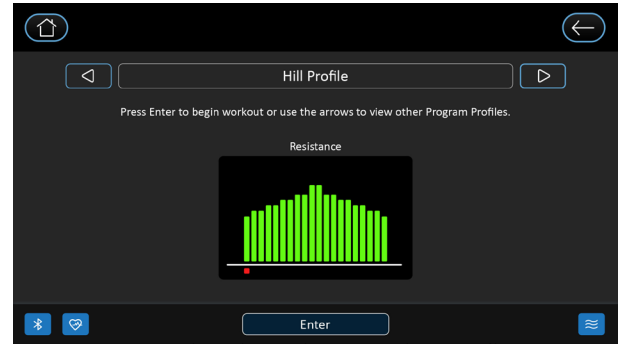 Hill Profile
Press Enter to begin workout or use the arrows to view other Program Profiles.
Resistance
Enter